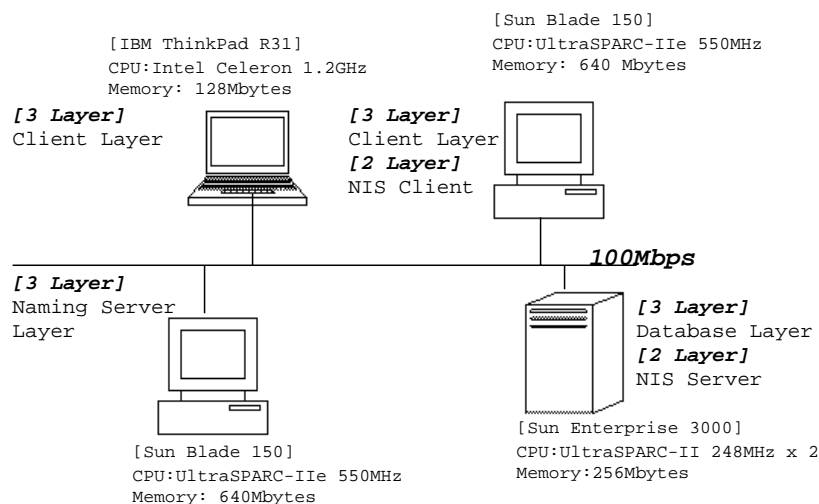 [Sun Blade 150]
CPU:UltraSPARC-IIe 550MHz
Memory: 640 Mbytes
[IBM ThinkPad R31]
CPU:Intel Celeron 1.2GHz
Memory: 128Mbytes
[3 Layer]
Client Layer
[3 Layer]
Client Layer
[2 Layer]
NIS Client
100Mbps
[3 Layer]
Naming Server
Layer
[3 Layer]
Database Layer
[2 Layer]
NIS Server
[Sun Blade 150]
CPU:UltraSPARC-IIe 550MHz
Memory: 640Mbytes
[Sun Enterprise 3000]
CPU:UltraSPARC-II 248MHz x 2
Memory:256Mbytes